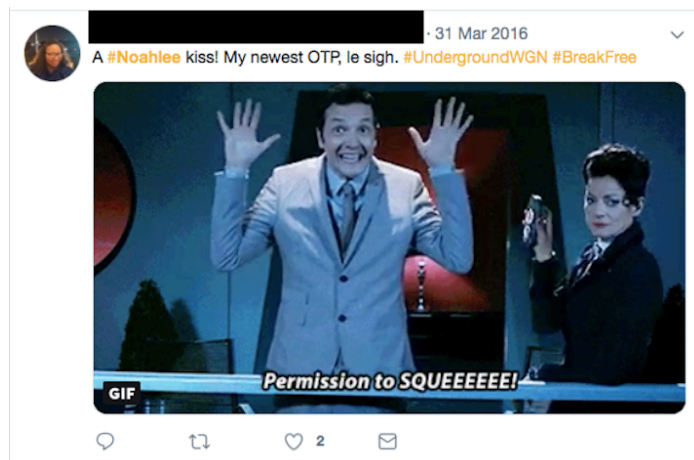 · 31 Mar 2016
A #Noahlee kiss! My newest OTP, le sigh. #UndergroundWGN #BreakFree
Permission to SQUEEEEEE!
GIF
2